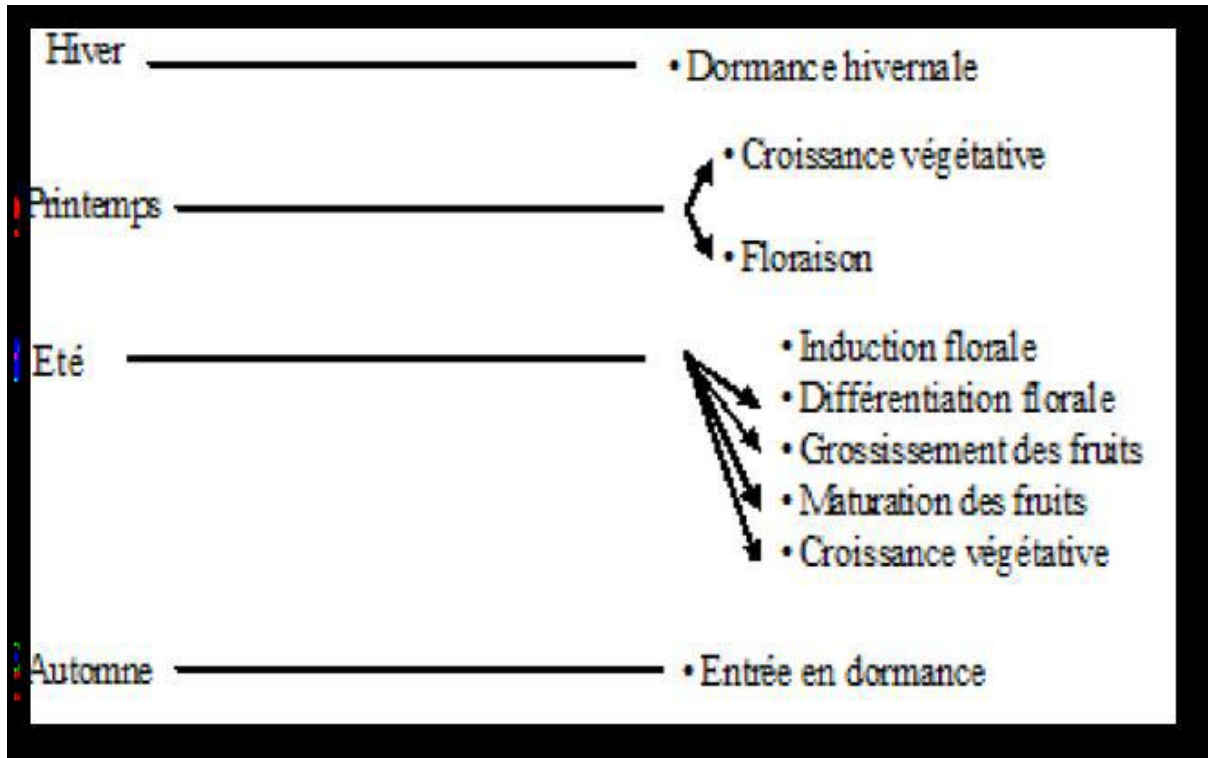 Hiver
• Dormance hivernale
• Croissance végétative
Printemps
• Floraison
Eté
• Induction florale
• Différentiation florale
• Grossissement des fruits
• Maturation des fruits
• Croissance végétative
Automne
• Entrée en dormance